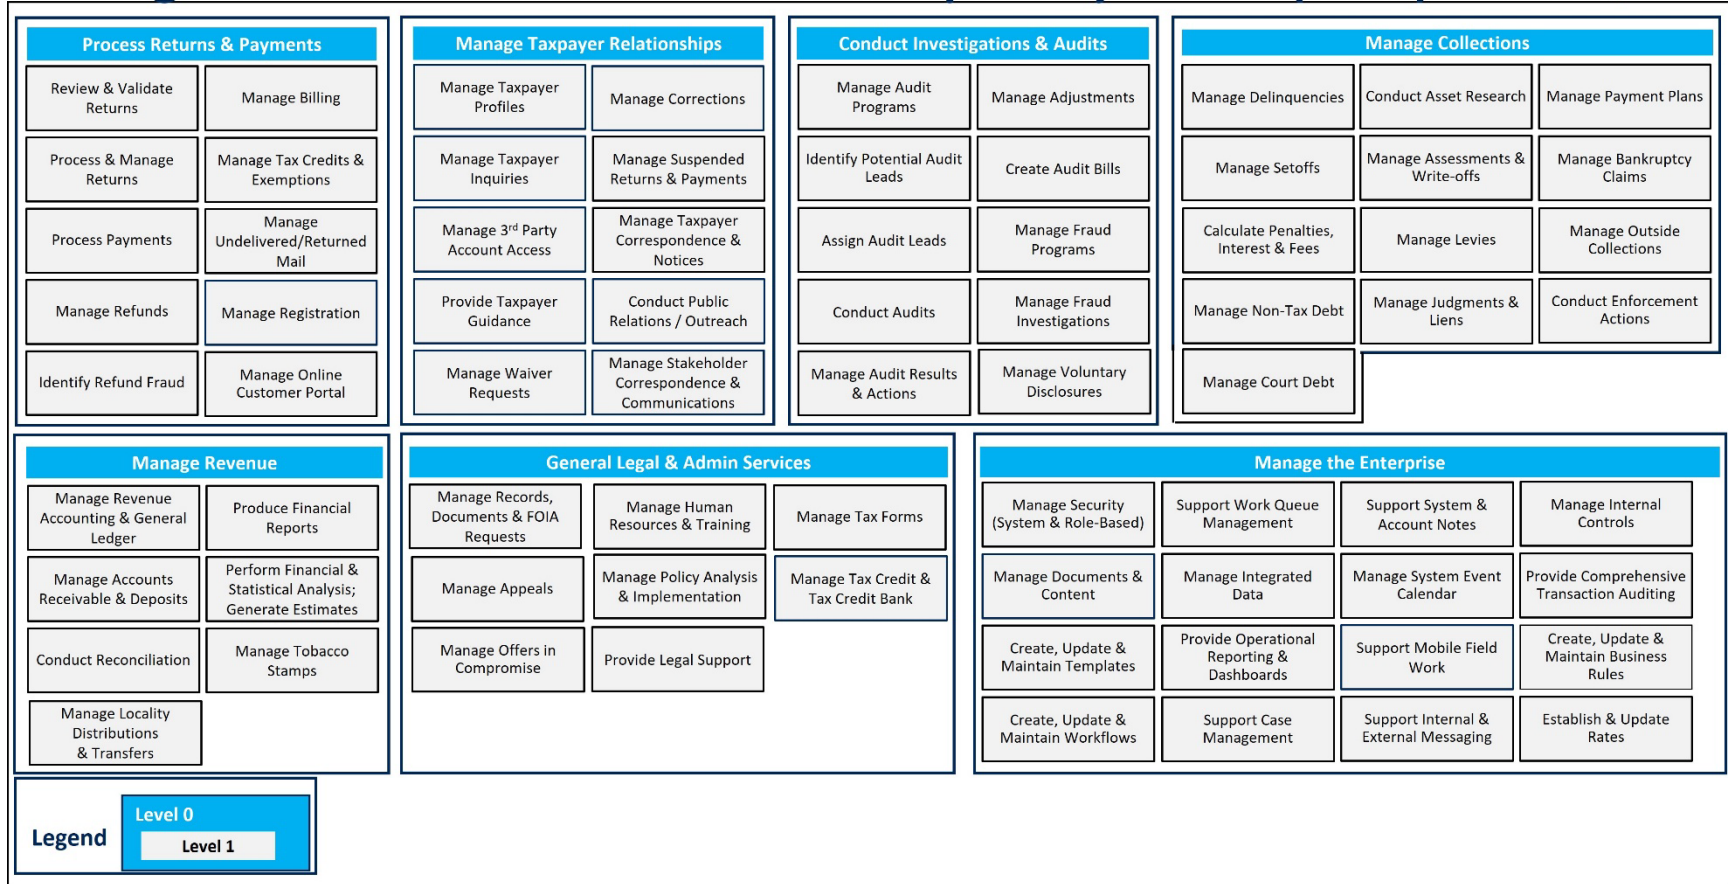 Process Returns & Payments
Review & Validate
Returns
Manage Billing
Process & Manage
Returns
Manage Tax Credits &
Exemptions
Process Payments
Manage
Undelivered/Returned
Mail
Manage Refunds
Manage Registration
Identify Refund Fraud
Manage Online
Customer Portal
Manage Taxpayer Relationships
Manage Taxpayer
Profiles
Manage Corrections
Manage Taxpayer
Inquiries
Manage Suspended
Returns & Payments
Manage 3rd Party
Account Access
Manage Taxpayer
Correspondence &
Notices
Provide Taxpayer
Guidance
Conduct Public
Relations / Outreach
Manage Waiver
Requests
Manage Stakeholder
Correspondence &
Communications
Conduct Investigations & Audits
Manage Audit
Programs
Manage Adjustments
Identify Potential Audit
Leads
Create Audit Bills
Assign Audit Leads
Manage Fraud
Programs
Conduct Audits
Manage Fraud
Investigations
Manage Audit Results
& Actions
Manage Voluntary
Disclosures
Manage Collections
Manage Delinquencies
Conduct Asset Research
Manage Payment Plans
Manage Setoffs
Manage Assessments &
Write-offs
Manage Bankruptcy
Claims
Calculate Penalties,
Interest & Fees
Manage Levies
Manage Outside
Collections
Manage Non-Tax Debt
Manage Judgments &
Liens
Conduct Enforcement
Actions
Manage Court Debt
Manage Revenue
Manage Revenue
Accounting & General
Ledger
Produce Financial
Reports
Manage Accounts
Receivable & Deposits
Perform Financial &
Statistical Analysis;
Generate Estimates
Conduct Reconciliation
Manage Tobacco
Stamps
Manage Locality
Distributions
& Transfers
General Legal & Admin Services
Manage Records,
Documents & FOIA
Requests
Manage Human
Resources & Training
Manage Tax Forms
Manage Appeals
Manage Policy Analysis
& Implementation
Manage Tax Credit &
Tax Credit Bank
Manage Offers in
Compromise
Provide Legal Support
Manage the Enterprise
Manage Security
(System & Role-Based)
Support Work Queue
Management
Support System &
Account Notes
Manage Internal
Controls
Manage Documents &
Content
Manage Integrated
Data
Manage System Event
Calendar
Provide Comprehensive
Transaction Auditing
Create, Update &
Maintain Templates
Provide Operational
Reporting &
Dashboards
Support Mobile Field
Work
Create, Update &
Maintain Business
Rules
Create, Update &
Maintain Workflows
Support Case
Management
Support Internal &
External Messaging
Establish & Update
Rates
Legend
Level 0
Level 1